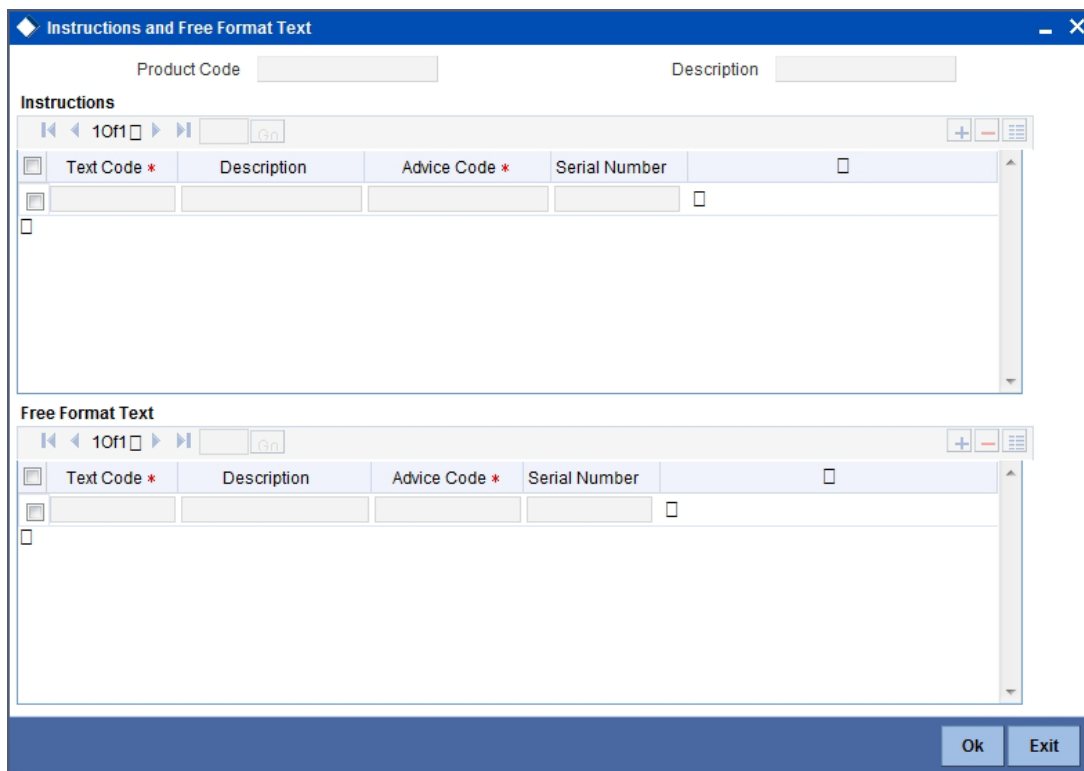 Instructions and Free Format Text
Product Code Description
Instructions
1Of1 Go
Text Code * Description Advice Code * Serial Number
Free Format Text
1Of1 Go
Text Code * Description Advice Code * Serial Number
Ok Exit